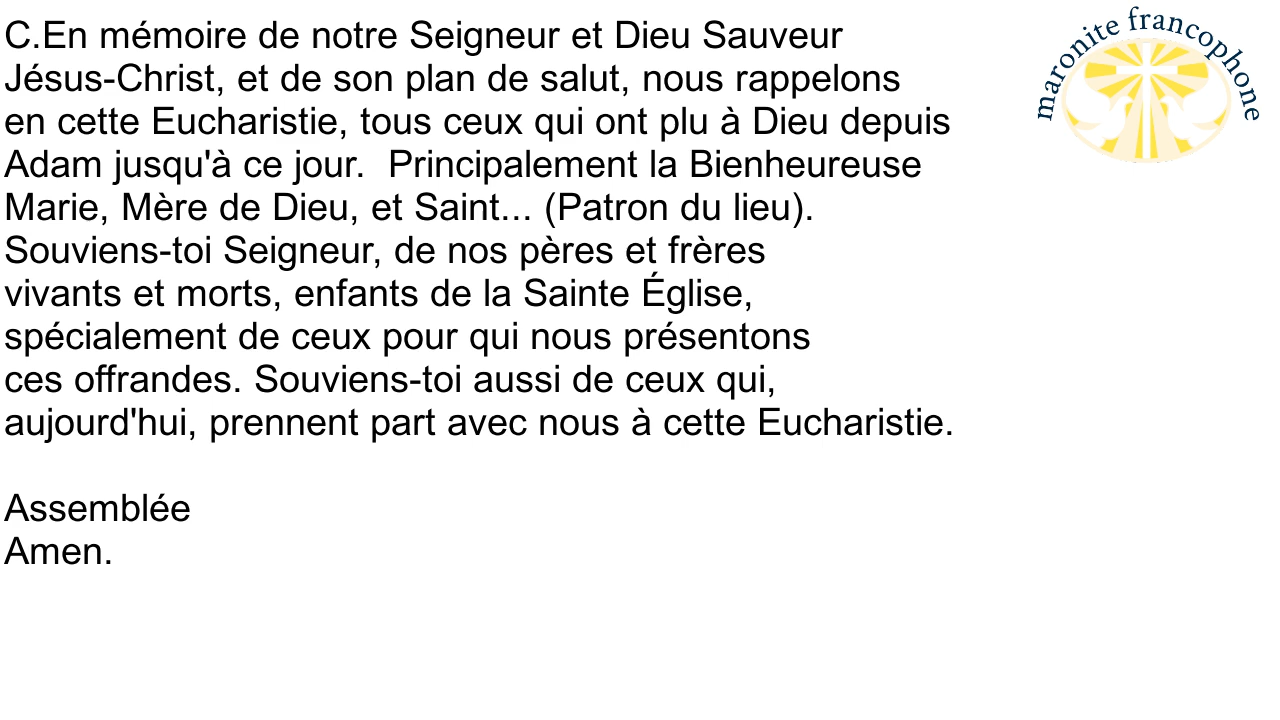 C.En mémoire de notre Seigneur et Dieu Sauveur
Jésus-Christ, et de son plan de salut, nous rappelons
en cette Eucharistie, tous ceux qui ont plu à Dieu depuis
Adam jusqu'à ce jour.  Principalement la Bienheureuse
Marie, Mère de Dieu, et Saint... (Patron du lieu).
Souviens-toi Seigneur, de nos pères et frères
vivants et morts, enfants de la Sainte Église,
spécialement de ceux pour qui nous présentons
ces offrandes. Souviens-toi aussi de ceux qui,
aujourd'hui, prennent part avec nous à cette Eucharistie.
Assemblée
Amen.
maronite francophone